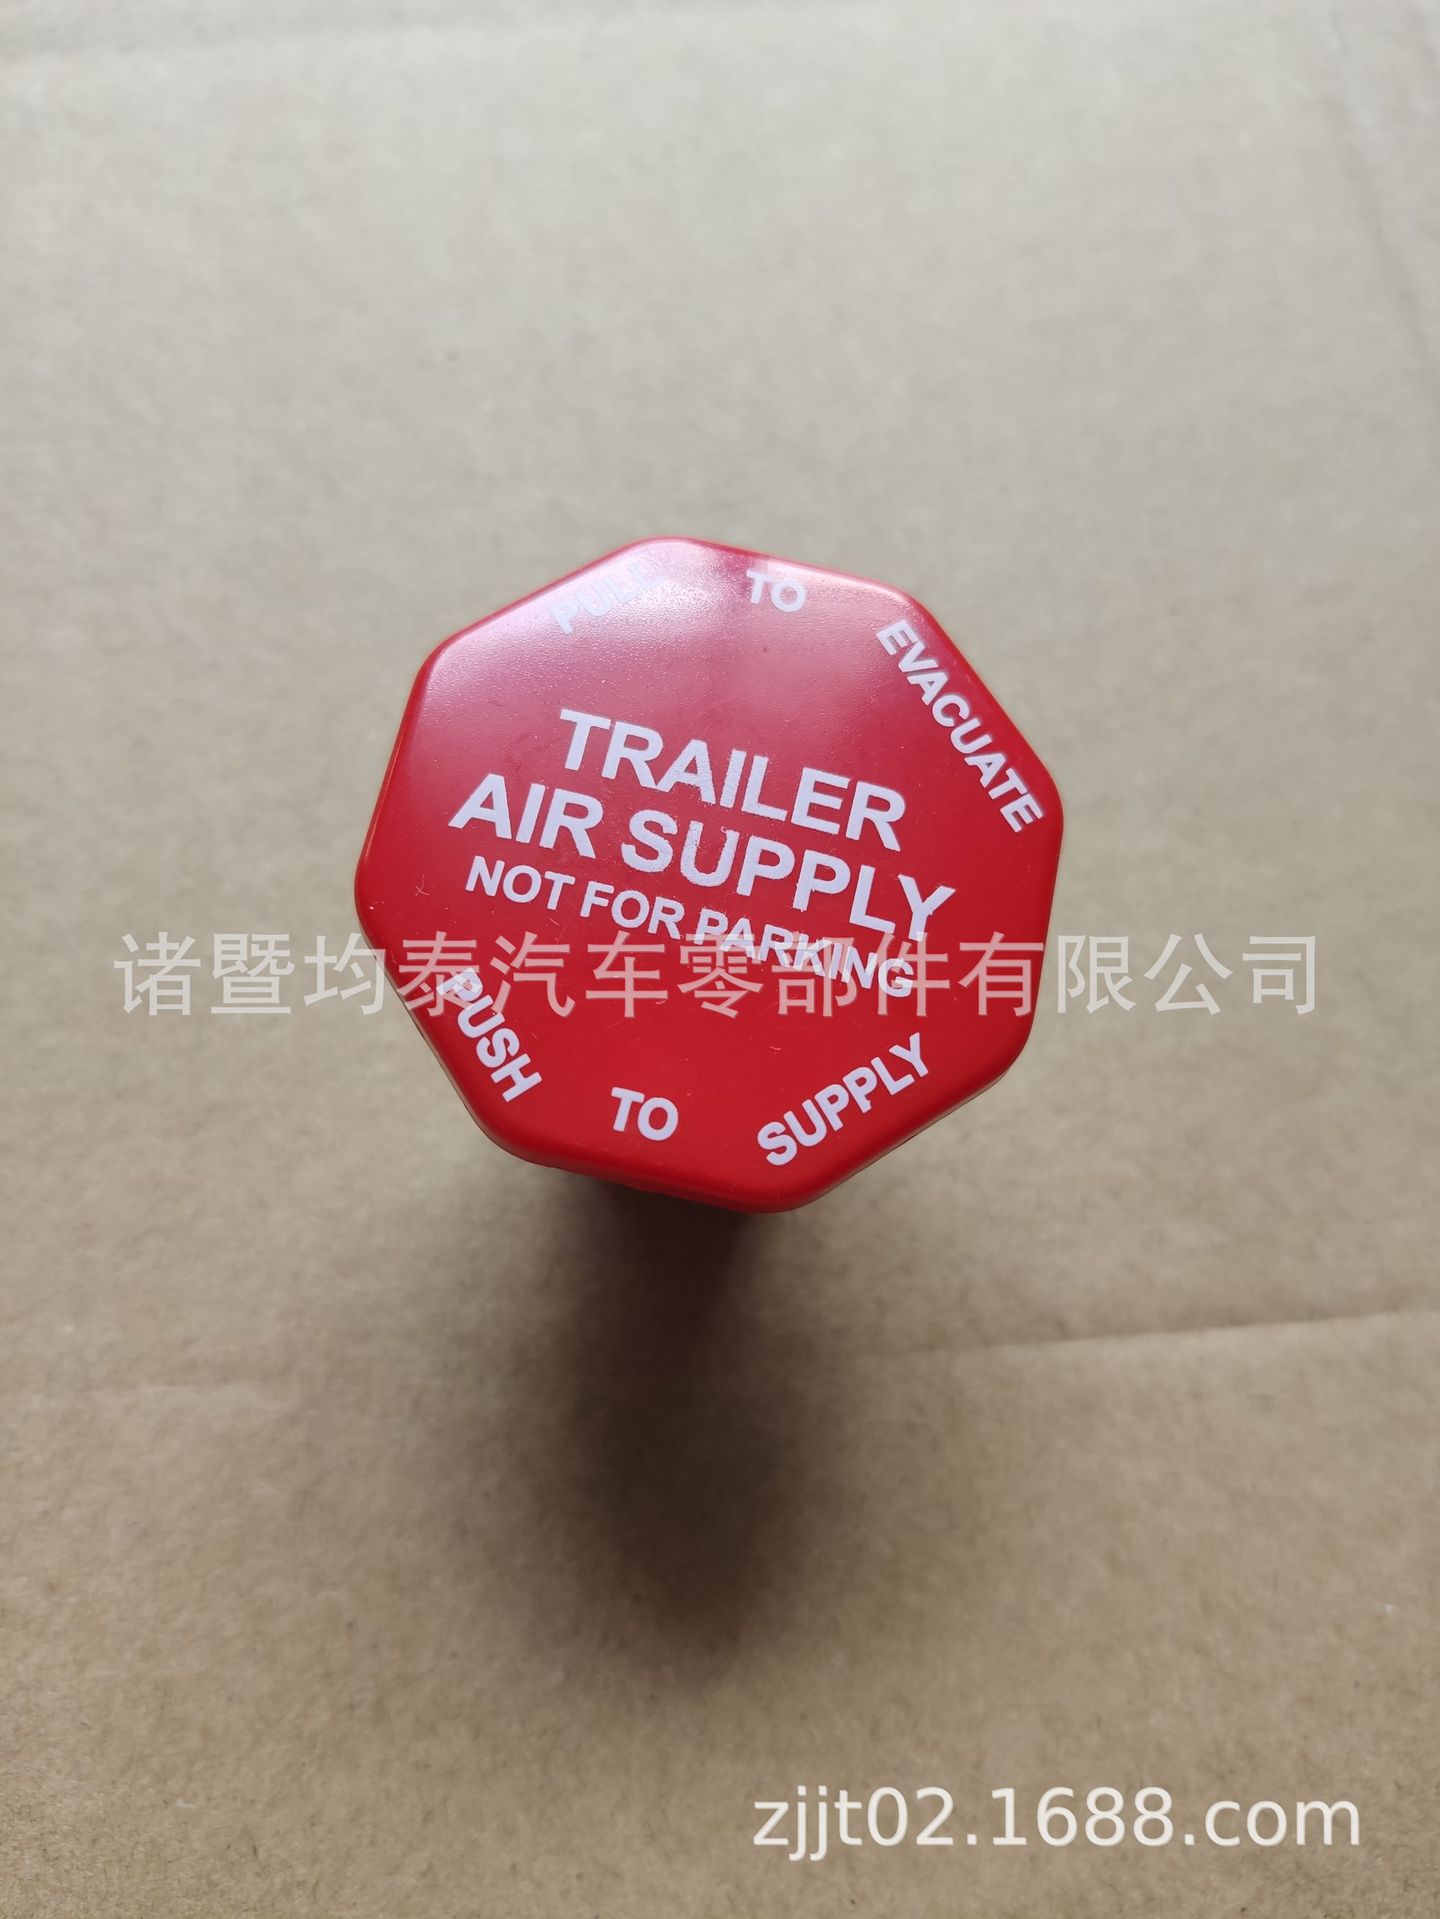 PULL TO EVACUATE
TRAILER
AIR SUPPLY
NOT FOR PARKING
诸暨均泰汽车零部件有限公司
PUSH TO SUPPLY
zjjt02.1688.com